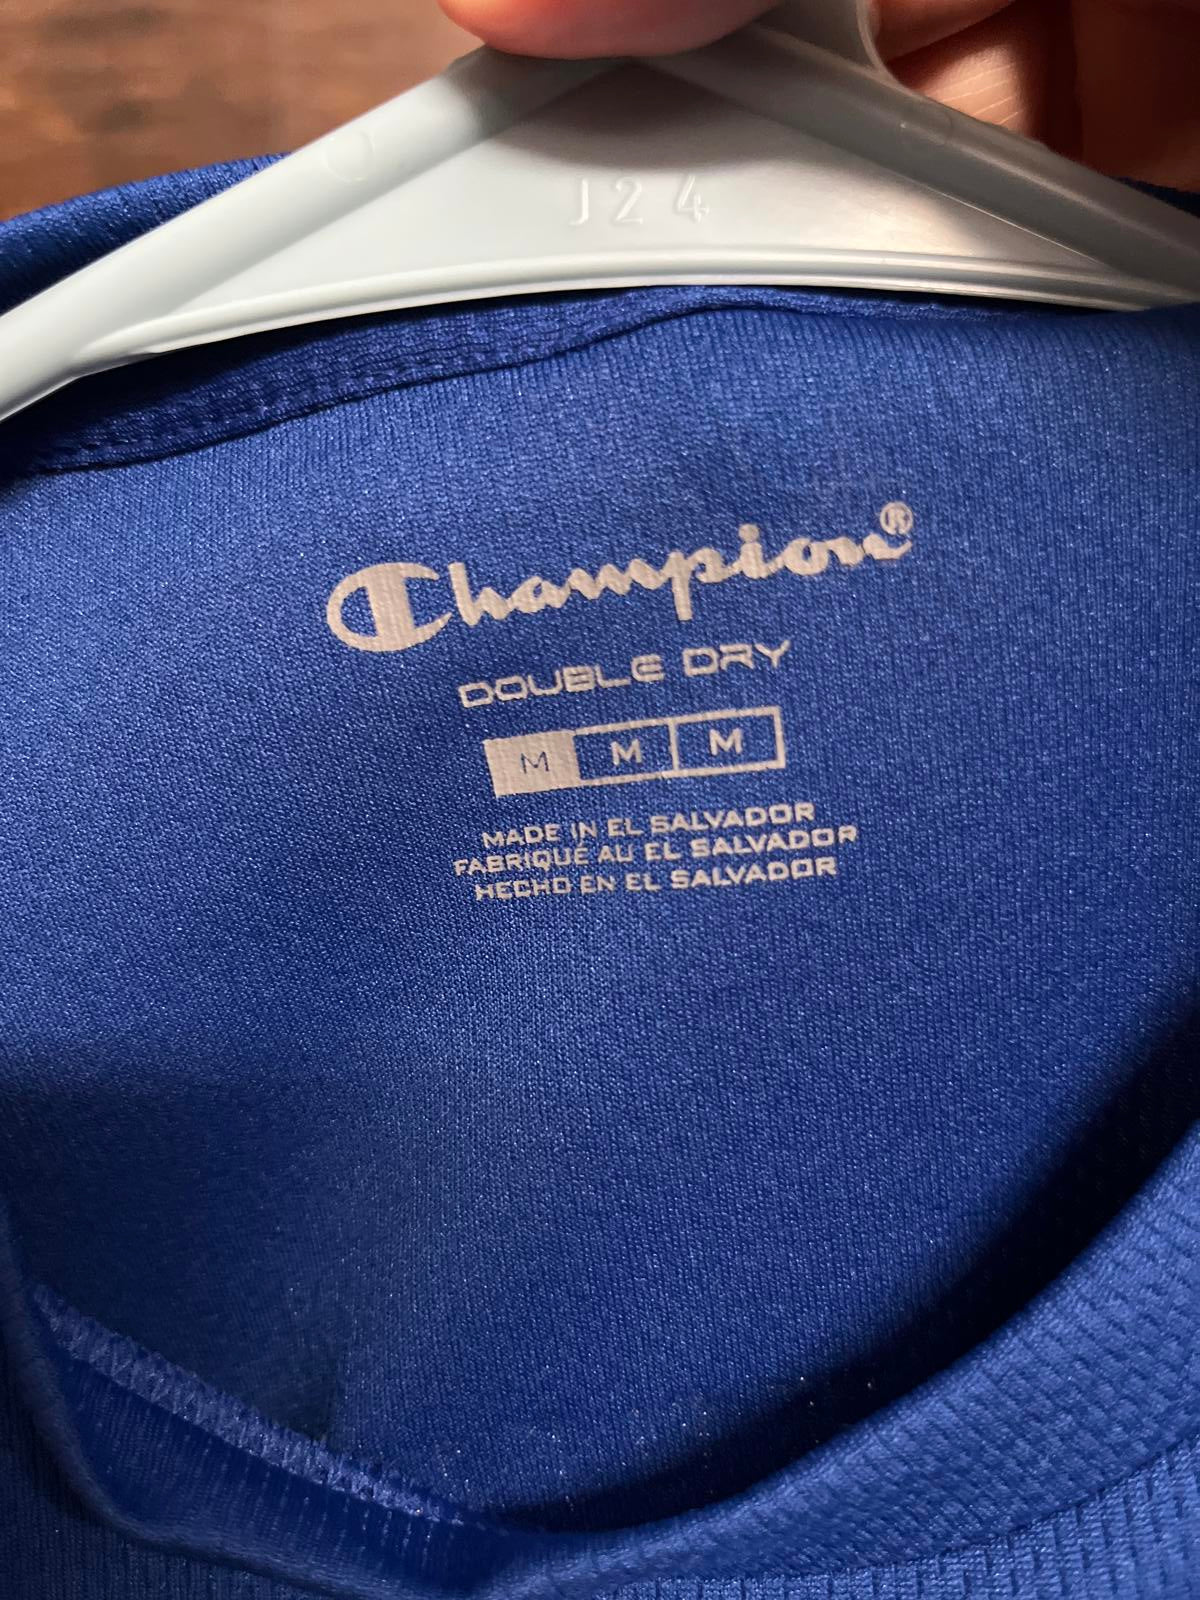 J24
Champion®
DOUBLE DRY
M M M
MADE IN EL SALVADOR
FABRIQUÉ AU EL SALVADOR
HECHO EN EL SALVADOR